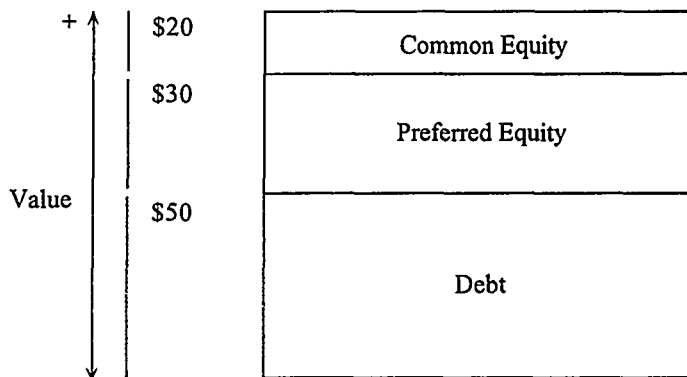 +
$20
Common Equity
$30
Preferred Equity
Value
$50
Debt